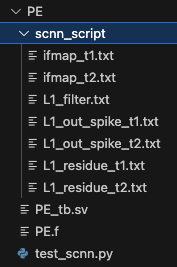 PE
scnn_script
ifmap_t1.txt
ifmap_t2.txt
L1_filter.txt
L1_out_spike_t1.txt
L1_out_spike_t2.txt
L1_residue_t1.txt
L1_residue_t2.txt
PE_tb.sv
PE.f
test_scnn.py